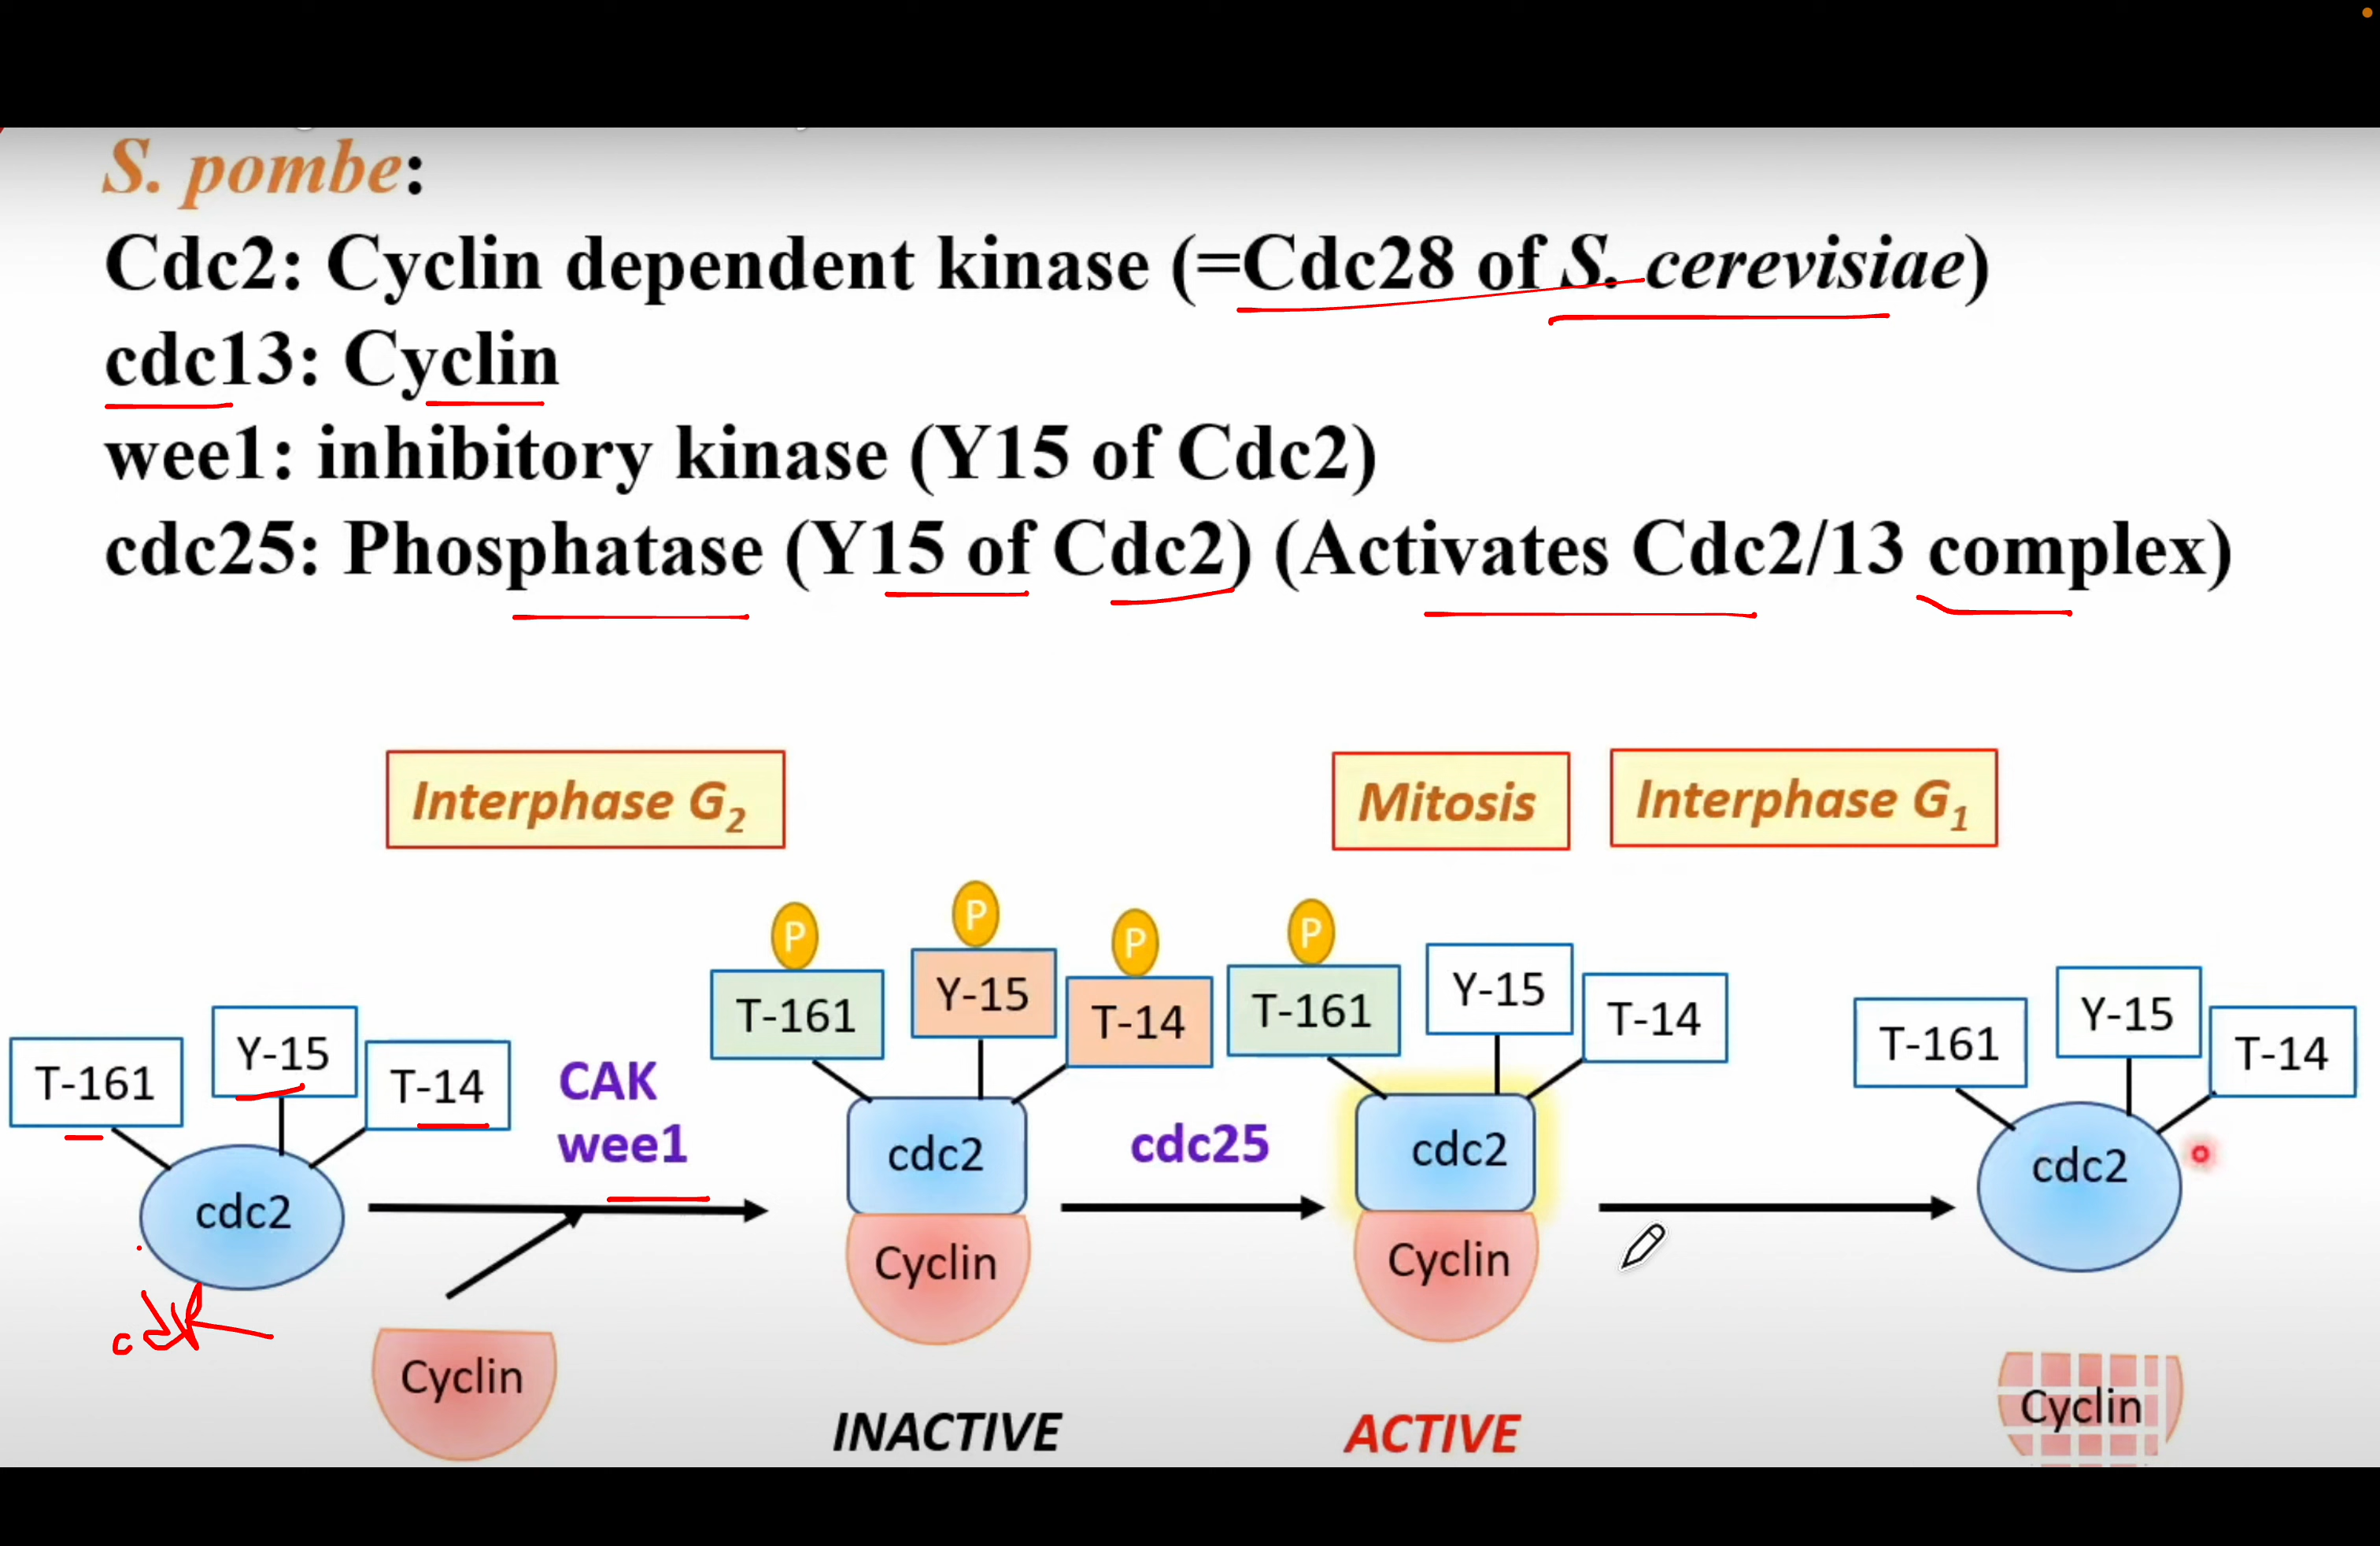 S. pombe:
Cdc2: Cyclin dependent kinase (=Cdc28 of S. cerevisiae)
cdc13: Cyclin
wee1: inhibitory kinase (Y15 of Cdc2)
cdc25: Phosphatase (Y15 of Cdc2) (Activates Cdc2/13 complex)
Interphase G₂
Mitosis
Interphase G₁
T-161
Y-15
T-14
cdc2
cdk
CAK
wee1
Cyclin
P
P
P
T-161
Y-15
T-14
cdc2
Cyclin
INACTIVE
cdc25
P
T-161
Y-15
T-14
cdc2
Cyclin
ACTIVE
T-161
Y-15
T-14
cdc2
Cyclin